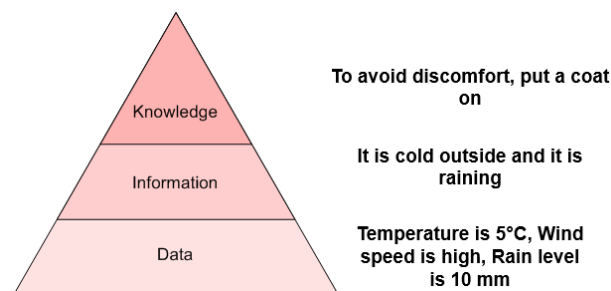 To avoid discomfort, put a coat
on
Knowledge
It is cold outside and it is
raining
Information
Temperature is 5°C, Wind
speed is high, Rain level
is 10 mm
Data